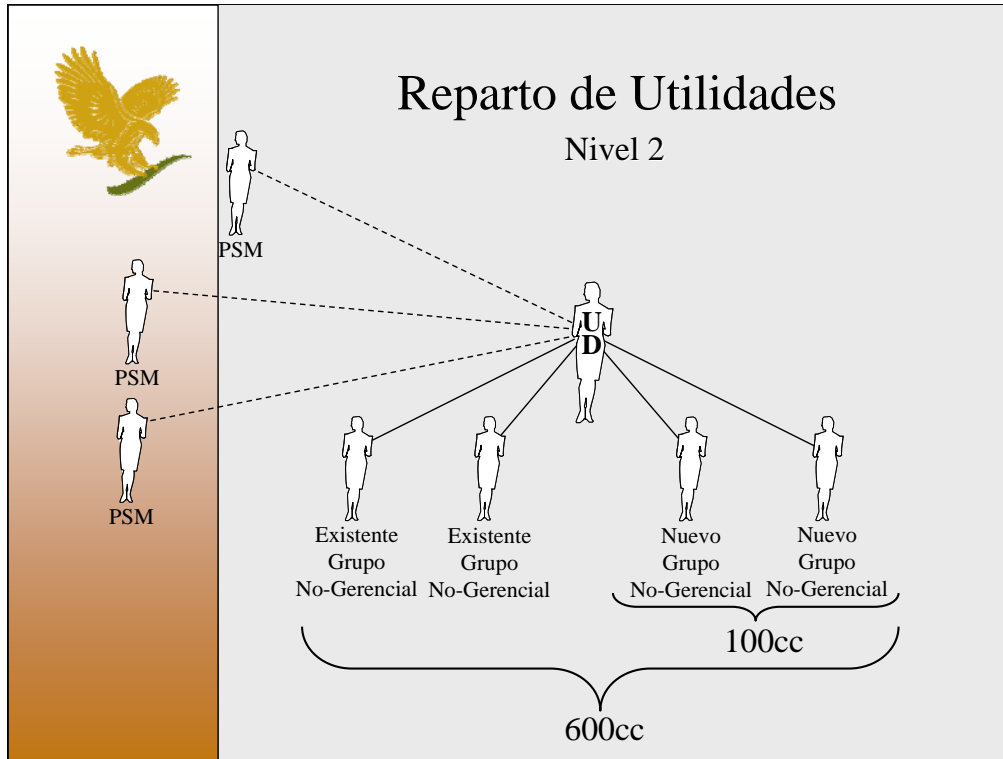 Reparto de Utilidades
Nivel 2
PSM
PSM
PSM
U
D
Existente
Grupo
No-Gerencial
Existente
Grupo
No-Gerencial
Nuevo
Grupo
No-Gerencial
Nuevo
Grupo
No-Gerencial
100cc
600cc